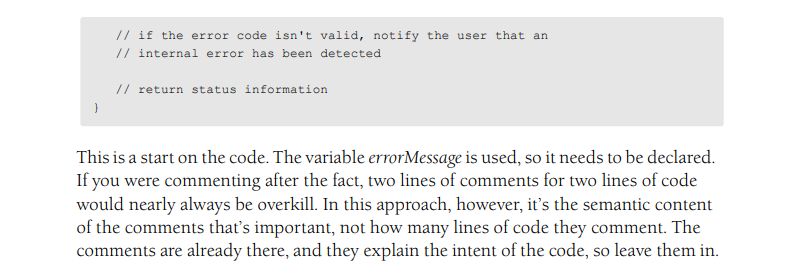 // if the error code isn't valid, notify the user that an
// internal error has been detected
// return status information
}
This is a start on the code. The variable errorMessage is used, so it needs to be declared.
If you were commenting after the fact, two lines of comments for two lines of code
would nearly always be overkill. In this approach, however, it's the semantic content
of the comments that's important, not how many lines of code they comment. The
comments are already there, and they explain the intent of the code, so leave them in.